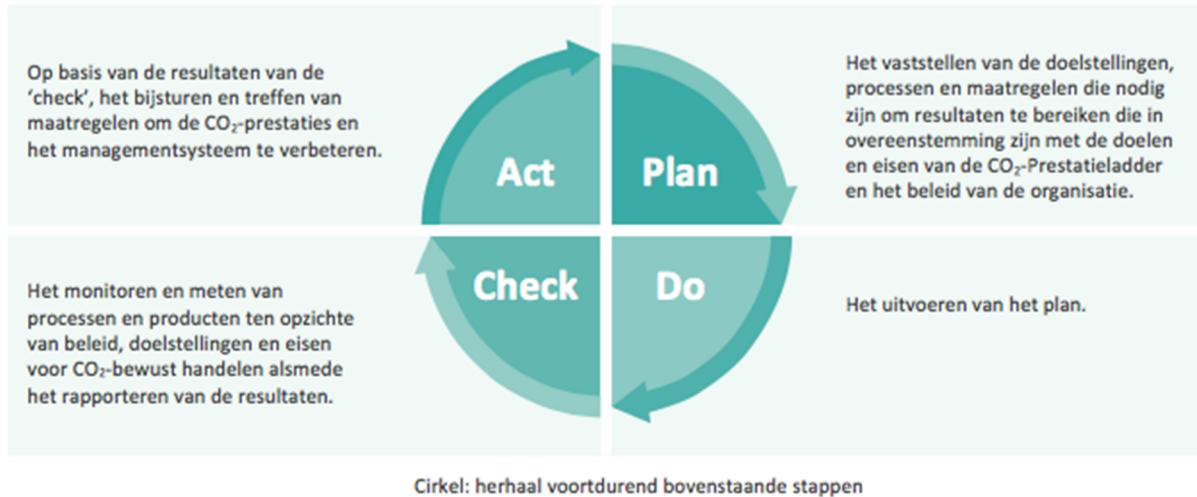 Op basis van de resultaten van de
‘check’, het bijsturen en treffen van
maatregelen om de CO₂-prestaties en
het managementsysteem te verbeteren.
Act
Plan
Het vaststellen van de doelstellingen,
processen en maatregelen die nodig
zijn om resultaten te bereiken die in
overeenstemming zijn met de doelen
en eisen van de CO₂-Prestatieladder
en het beleid van de organisatie.
Het monitoren en meten van
processen en producten ten opzichte
van beleid, doelstellingen en eisen
voor CO₂-bewust handelen alsmede
het rapporteren van de resultaten.
Check
Do
Het uitvoeren van het plan.
Cirkel: herhaal voortdurend bovenstaande stappen